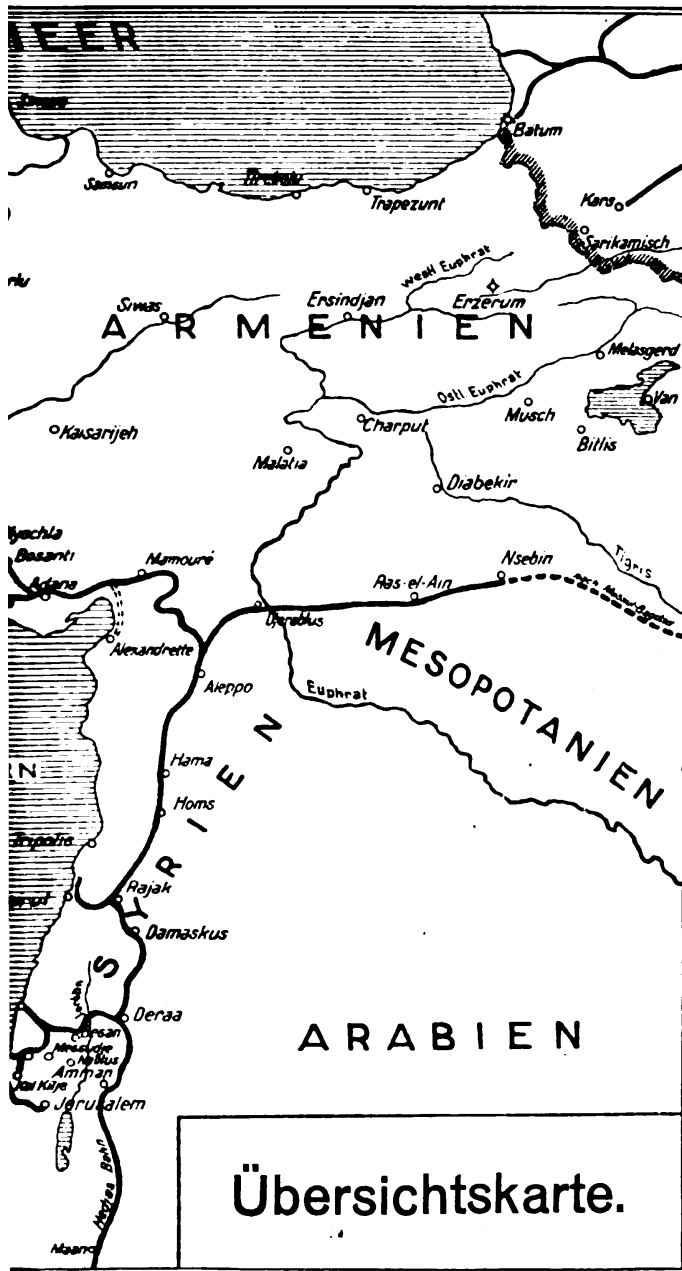 MEER
Batum
Samsun
Trapezunt
Kars
Sarikamisch
Westl Euphrat
Siwas
Ersindjan
Erzerum
ARMENIEN
Melasgerd
Östl Euphrat
Van
Musch
Charput
Kaisarijeh
Bitlis
Malatia
Diabekir
Tigris
Bosanti
Mamouré
Nsebin
Adana
Ras-el-Ain
Djerablus
Alexandrette
MESOPOTANIEN
Aleppo
Euphrat
Hama
Homs
SYRIEN
Tripolis
Rajak
Damaskus
Jordan
Deraa
ARABIEN
Nablus
Amman
Jerusalem
Hedjas Bahn
Maan
Übersichtskarte.